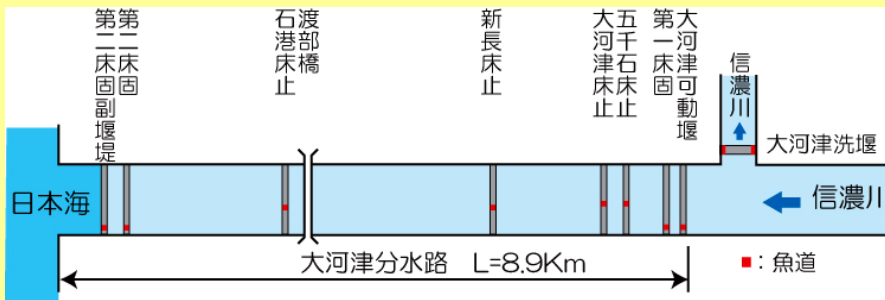 第二床固副堰堤
第二床固
石港床止
渡部橋
新長床止
大河津床止
五千石床止
第一床固
大河津可動堰
信濃川
大河津洗堰
日本海
信濃川
大河津分水路 L=8.9Km
■：魚道